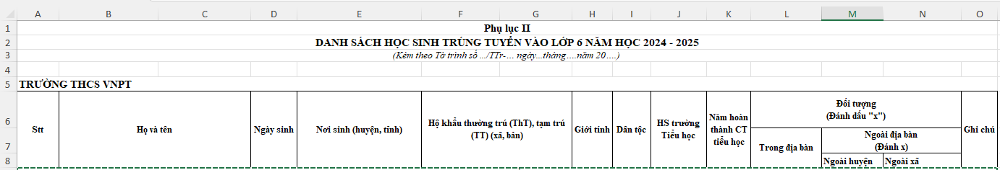 A B C D E F G H I J K L M N O
1 Phụ lục II
2 DANH SÁCH HỌC SINH TRÚNG TUYỂN VÀO LỚP 6 NĂM HỌC 2024 - 2025
3 (Kèm theo Tờ trình số .../TTr-... ngày...tháng....năm 20....)
4
5 TRƯỜNG THCS VNPT
6
7
8
Stt
Họ và tên
Ngày sinh
Nơi sinh (huyện, tỉnh)
Hộ khẩu thường trú (ThT), tạm trú
(TT) (xã, bản)
Giới tính
Dân tộc
HS trường
Tiểu học
Năm hoàn
thành CT
tiểu học
Đối tượng
(Đánh dấu "x")
Trong địa bàn
Ngoài địa bàn
(Đánh x)
Ngoài huyện
Ngoài xã
Ghi chú